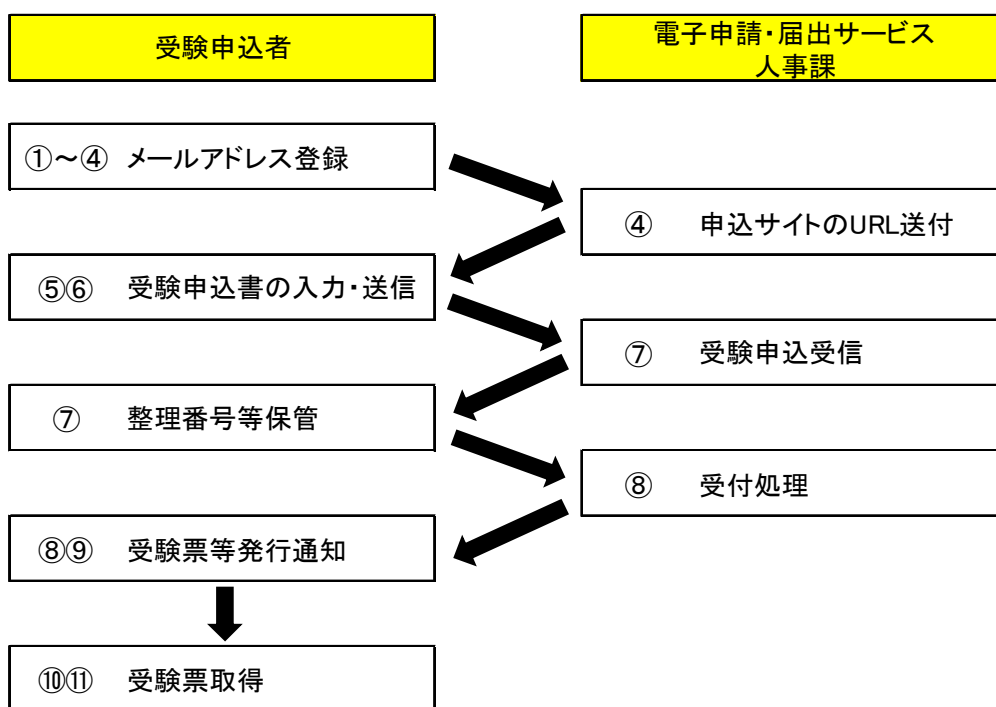 受験申込者
電子申請・届出サービス
人事課
①～④ メールアドレス登録
④ 申込サイトのURL送付
⑤⑥ 受験申込書の入力・送信
⑦ 受験申込受信
⑦ 整理番号等保管
⑧ 受付処理
⑧⑨ 受験票等発行通知
⑩⑪ 受験票取得